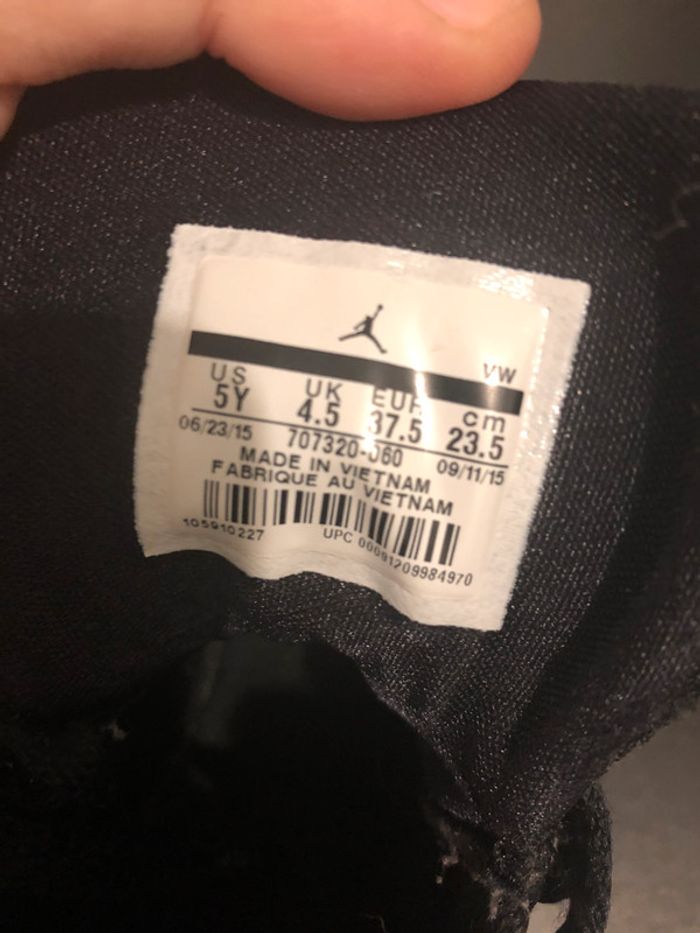 VW
US UK EUR cm
5Y 4.5 37.5 23.5
06/23/15 707320-060 09/11/15
MADE IN VIETNAM
FABRIQUE AU VIETNAM
105910227 UPC 00091209984970